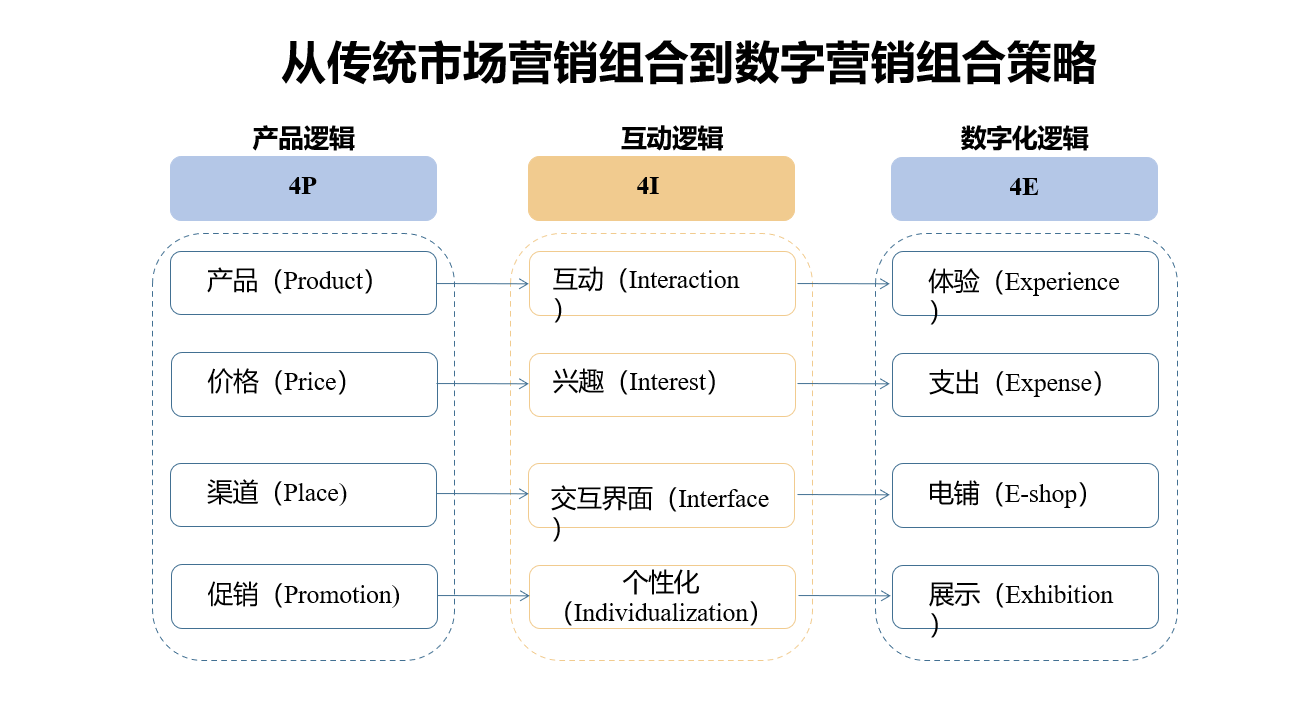 从传统市场营销组合到数字营销组合策略
产品逻辑
互动逻辑
数字化逻辑
4P
4I
4E
产品（Product）
互动（Interaction
）
体验（Experience
）
价格（Price）
兴趣（Interest）
支出（Expense）
渠道（Place)
交互界面（Interface
）
电铺（E-shop）
促销（Promotion)
个性化
（Individualization）
展示（Exhibition
）